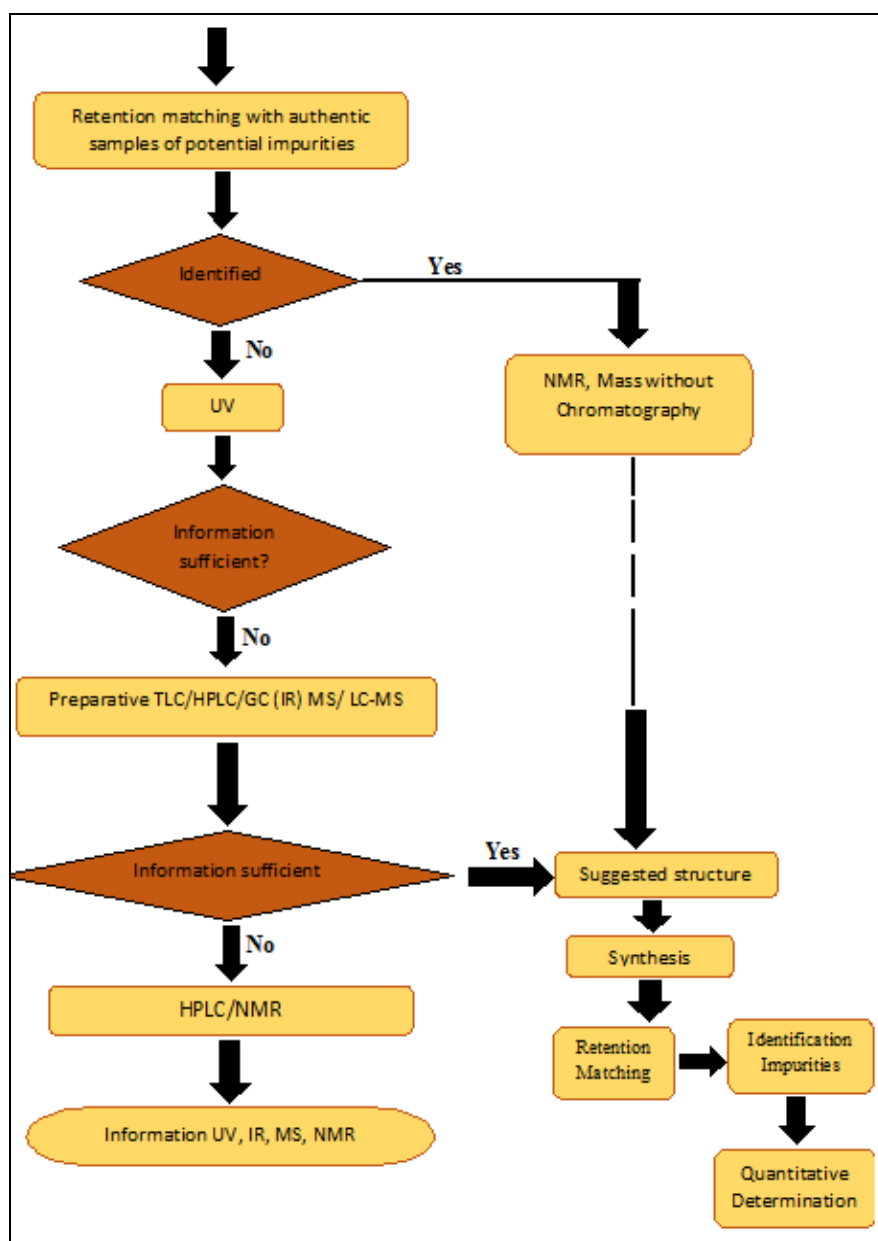 Retention matching with authentic
samples of potential impurities
Identified
Yes
No
UV
NMR, Mass without
Chromatography
Information
sufficient?
No
Preparative TLC/HPLC/GC (IR) MS/ LC-MS
Information sufficient
Yes
Suggested structure
No
Synthesis
HPLC/NMR
Retention
Matching
Identification
Impurities
Information UV, IR, MS, NMR
Quantitative
Determination